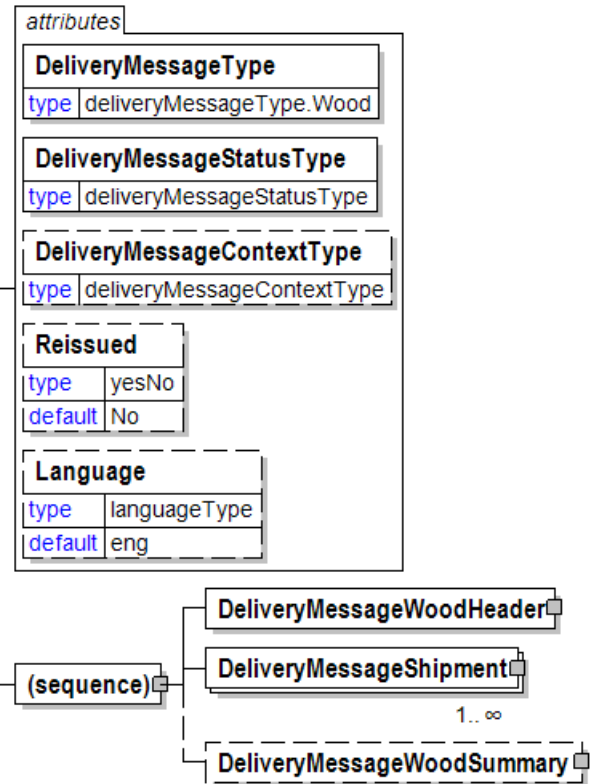 attributes
DeliveryMessageType
type deliveryMessageType.Wood
DeliveryMessageStatusType
type deliveryMessageStatusType
DeliveryMessageContextType
type deliveryMessageContextType
Reissued
type yesNo
default No
Language
type languageType
default eng
DeliveryMessageWoodHeader
(sequence)
DeliveryMessageShipment
1.. ∞
DeliveryMessageWoodSummary